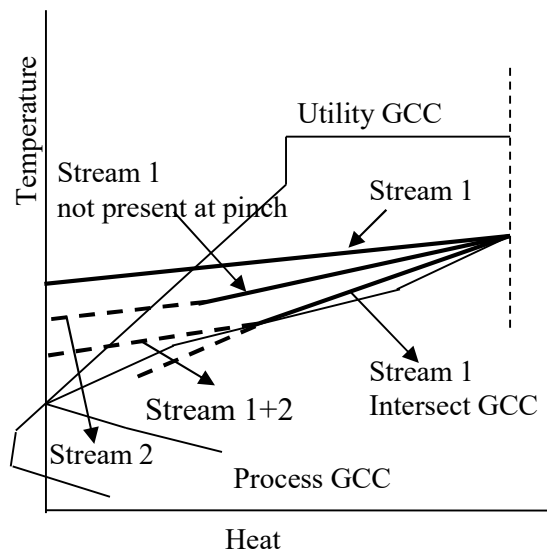 Temperature
Utility GCC
Stream 1
not present at pinch
Stream 1
Stream 1
Intersect GCC
Stream 1+2
Stream 2
Process GCC
Heat